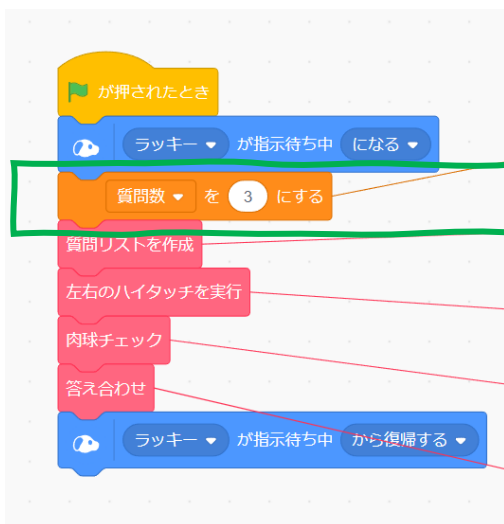 が押されたとき
ラッキー が指示待ち中 になる
質問数 を 3 にする
質問リストを作成
左右のハイタッチを実行
肉球チェック
答え合わせ
ラッキー が指示待ち中 から復帰する